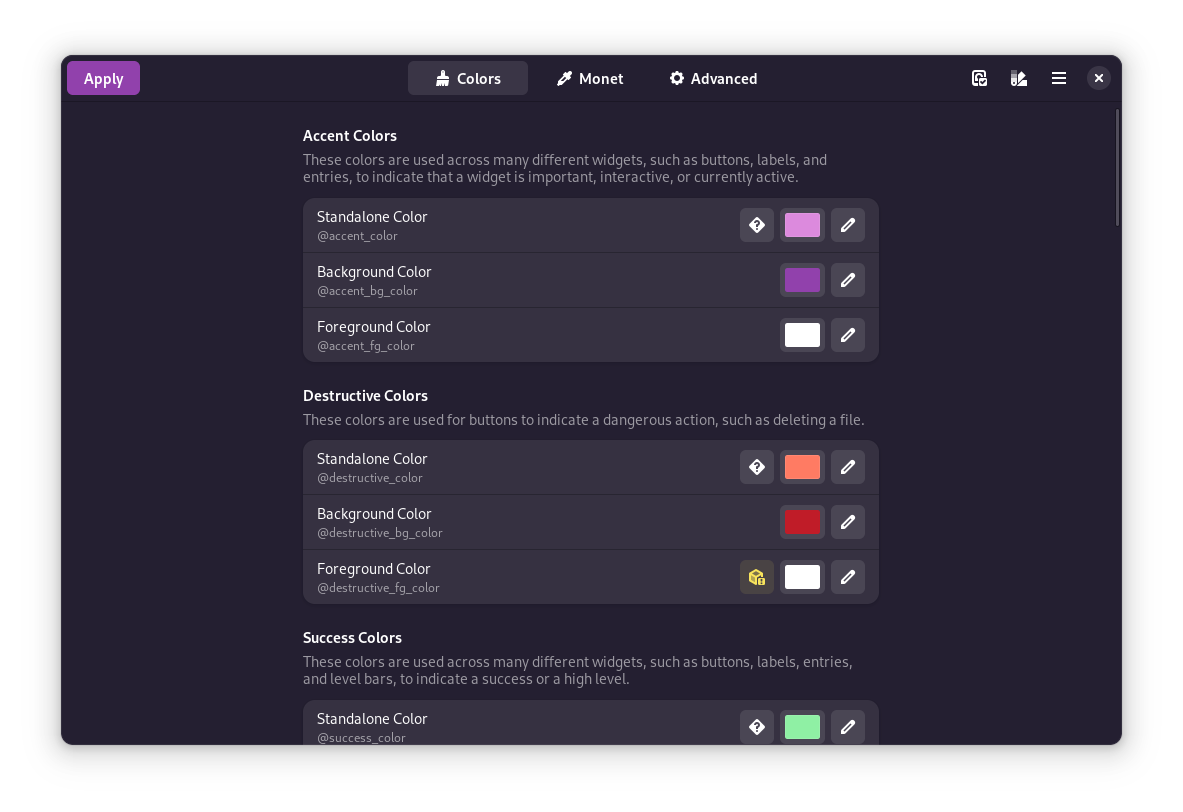 Apply
Colors
Monet
Advanced
Accent Colors
These colors are used across many different widgets, such as buttons, labels, and
entries, to indicate that a widget is important, interactive, or currently active.
Standalone Color
@accent_color
Background Color
@accent_bg_color
Foreground Color
@accent_fg_color
Destructive Colors
These colors are used for buttons to indicate a dangerous action, such as deleting a file.
Standalone Color
@destructive_color
Background Color
@destructive_bg_color
Foreground Color
@destructive_fg_color
Success Colors
These colors are used across many different widgets, such as buttons, labels, entries,
and level bars, to indicate a success or a high level.
Standalone Color
@success_color